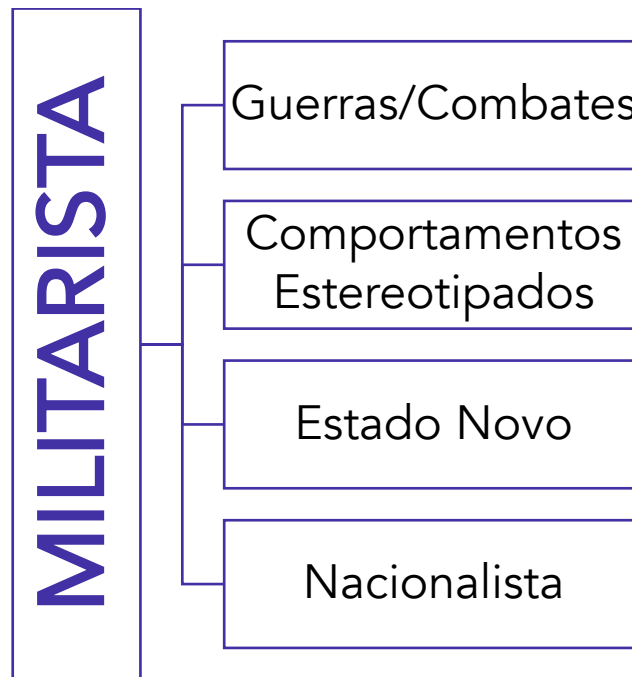 MILITARISTA
Guerras/Combates
Comportamentos
Estereotipados
Estado Novo
Nacionalista